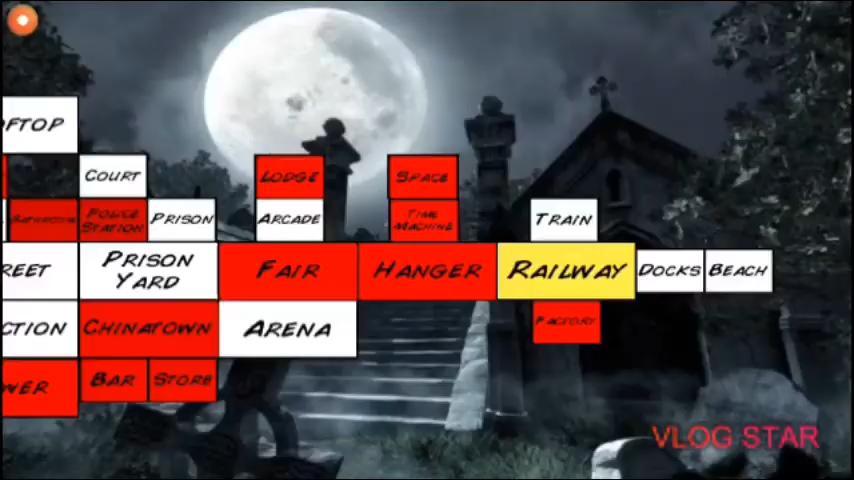 OFTOP
COURT
LODGE
SPACE
BATHROOM
POLICE STATION
PRISON
ARCADE
TIME MACHINE
TRAIN
REET
PRISON YARD
FAIR
HANGER
RAILWAY
DOCKS
BEACH
CTION
CHINATOWN
ARENA
FACTORY
WER
BAR
STORE
VLOG STAR